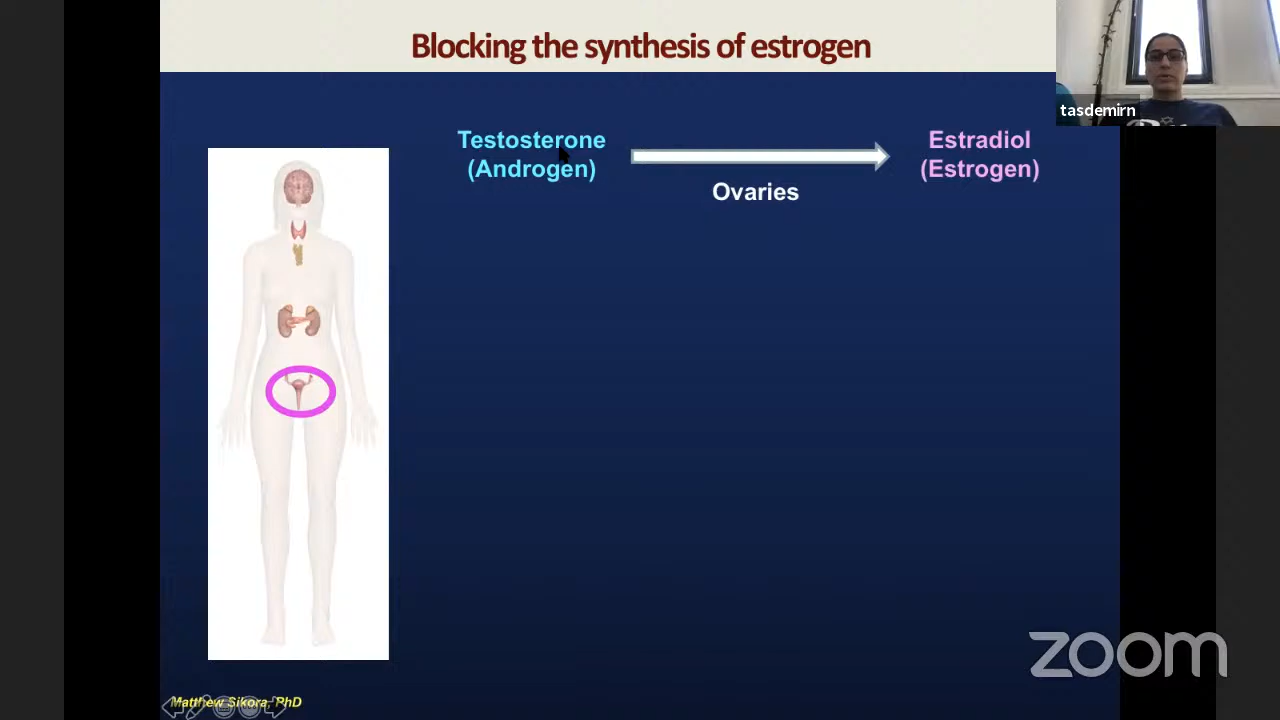 Blocking the synthesis of estrogen
tasdemirn
Testosterone
(Androgen)
Ovaries
Estradiol
(Estrogen)
zoom
Matthew Sikora, PhD